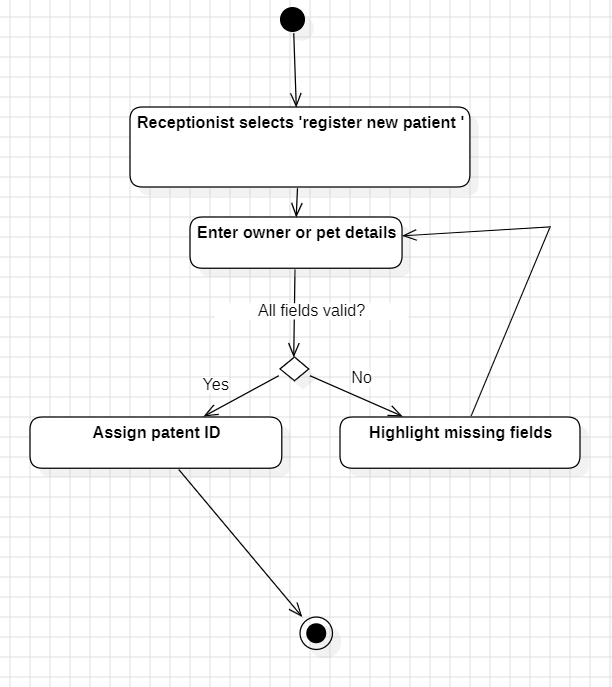 Receptionist selects 'register new patient '
Enter owner or pet details
All fields valid?
Yes
No
Assign patent ID
Highlight missing fields